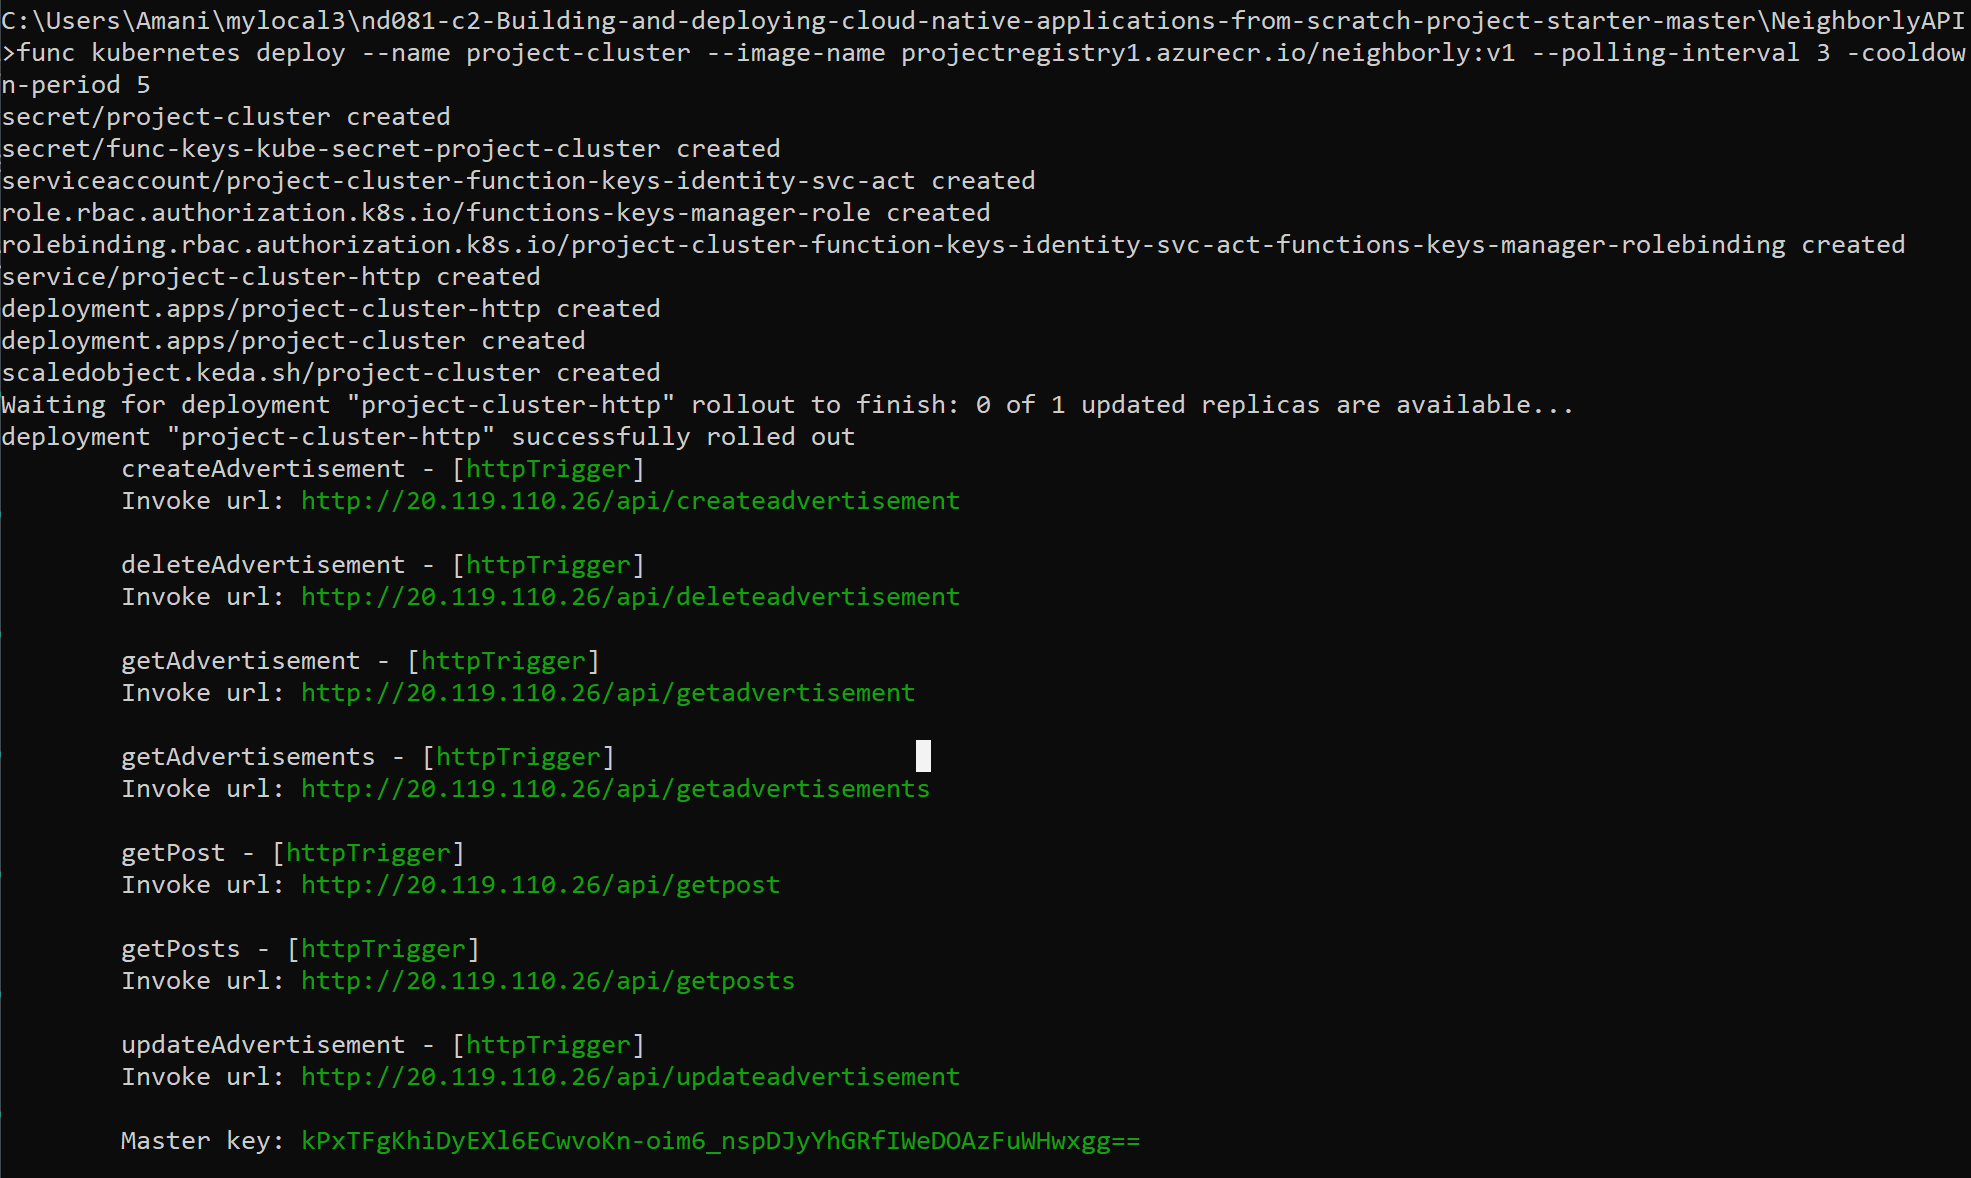 C:\Users\Amani\mylocal3\nd081-c2-Building-and-deploying-cloud-native-applications-from-scratch-project-starter-master\NeighborlyAPI
>func kubernetes deploy --name project-cluster --image-name projectregistry1.azurecr.io/neighborly:v1 --polling-interval 3 -cooldow
n-period 5
secret/project-cluster created
secret/func-keys-kube-secret-project-cluster created
serviceaccount/project-cluster-function-keys-identity-svc-act created
role.rbac.authorization.k8s.io/functions-keys-manager-role created
rolebinding.rbac.authorization.k8s.io/project-cluster-function-keys-identity-svc-act-functions-keys-manager-rolebinding created
service/project-cluster-http created
deployment.apps/project-cluster-http created
deployment.apps/project-cluster created
scaledobject.keda.sh/project-cluster created
Waiting for deployment "project-cluster-http" rollout to finish: 0 of 1 updated replicas are available...
deployment "project-cluster-http" successfully rolled out
createAdvertisement - [httpTrigger]
Invoke url: http://20.119.110.26/api/createadvertisement
deleteAdvertisement - [httpTrigger]
Invoke url: http://20.119.110.26/api/deleteadvertisement
getAdvertisement - [httpTrigger]
Invoke url: http://20.119.110.26/api/getadvertisement
getAdvertisements - [httpTrigger]
Invoke url: http://20.119.110.26/api/getadvertisements
getPost - [httpTrigger]
Invoke url: http://20.119.110.26/api/getpost
getPosts - [httpTrigger]
Invoke url: http://20.119.110.26/api/getposts
updateAdvertisement - [httpTrigger]
Invoke url: http://20.119.110.26/api/updateadvertisement
Master key: kPxTFgKhiDyEXl6ECwvoKn-oim6_nspDJyYhGRfIWeDOAzFuWHwxgg==